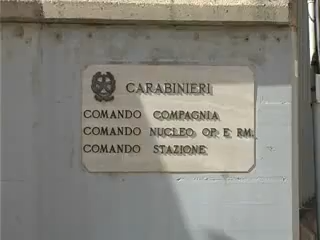 CARABINIERI
COMANDO COMPAGNIA
COMANDO NUCLEO OP. E RM.
COMANDO STAZIONE